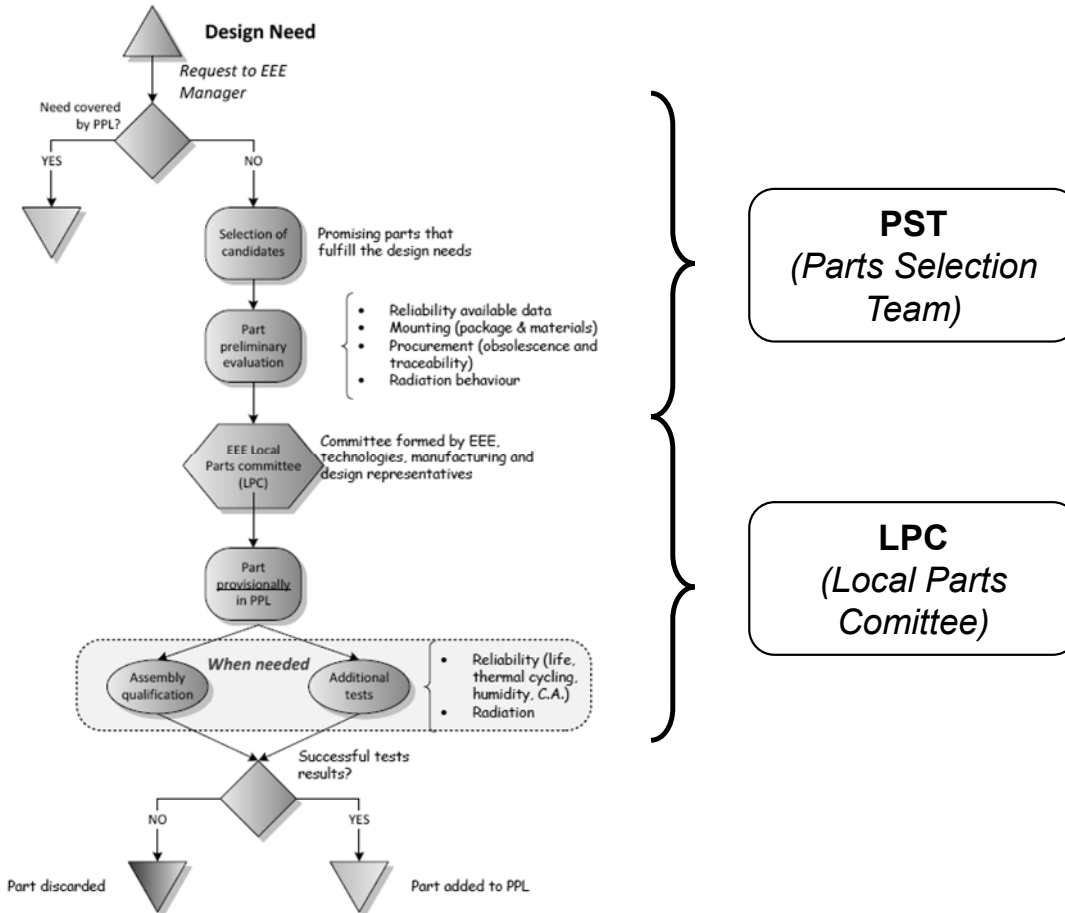 Design Need
Request to EEE
Manager
Need covered
by PPL?
YES
NO
Selection of
candidates
Promising parts that
fulfill the design needs
Part
preliminary
evaluation
• Reliability available data
• Mounting (package & materials)
• Procurement (obsolescence and
traceability)
• Radiation behaviour
EEE Local
Parts committee
(LPC)
Committee formed by EEE,
technologies, manufacturing and
design representatives
Part
provisionally
in PPL
When needed
Assembly
qualification
Additional
tests
• Reliability (life,
thermal cycling,
humidity, C.A.)
• Radiation
Successful tests
results?
NO
YES
Part discarded
Part added to PPL
PST
(Parts Selection
Team)
LPC
(Local Parts
Comittee)